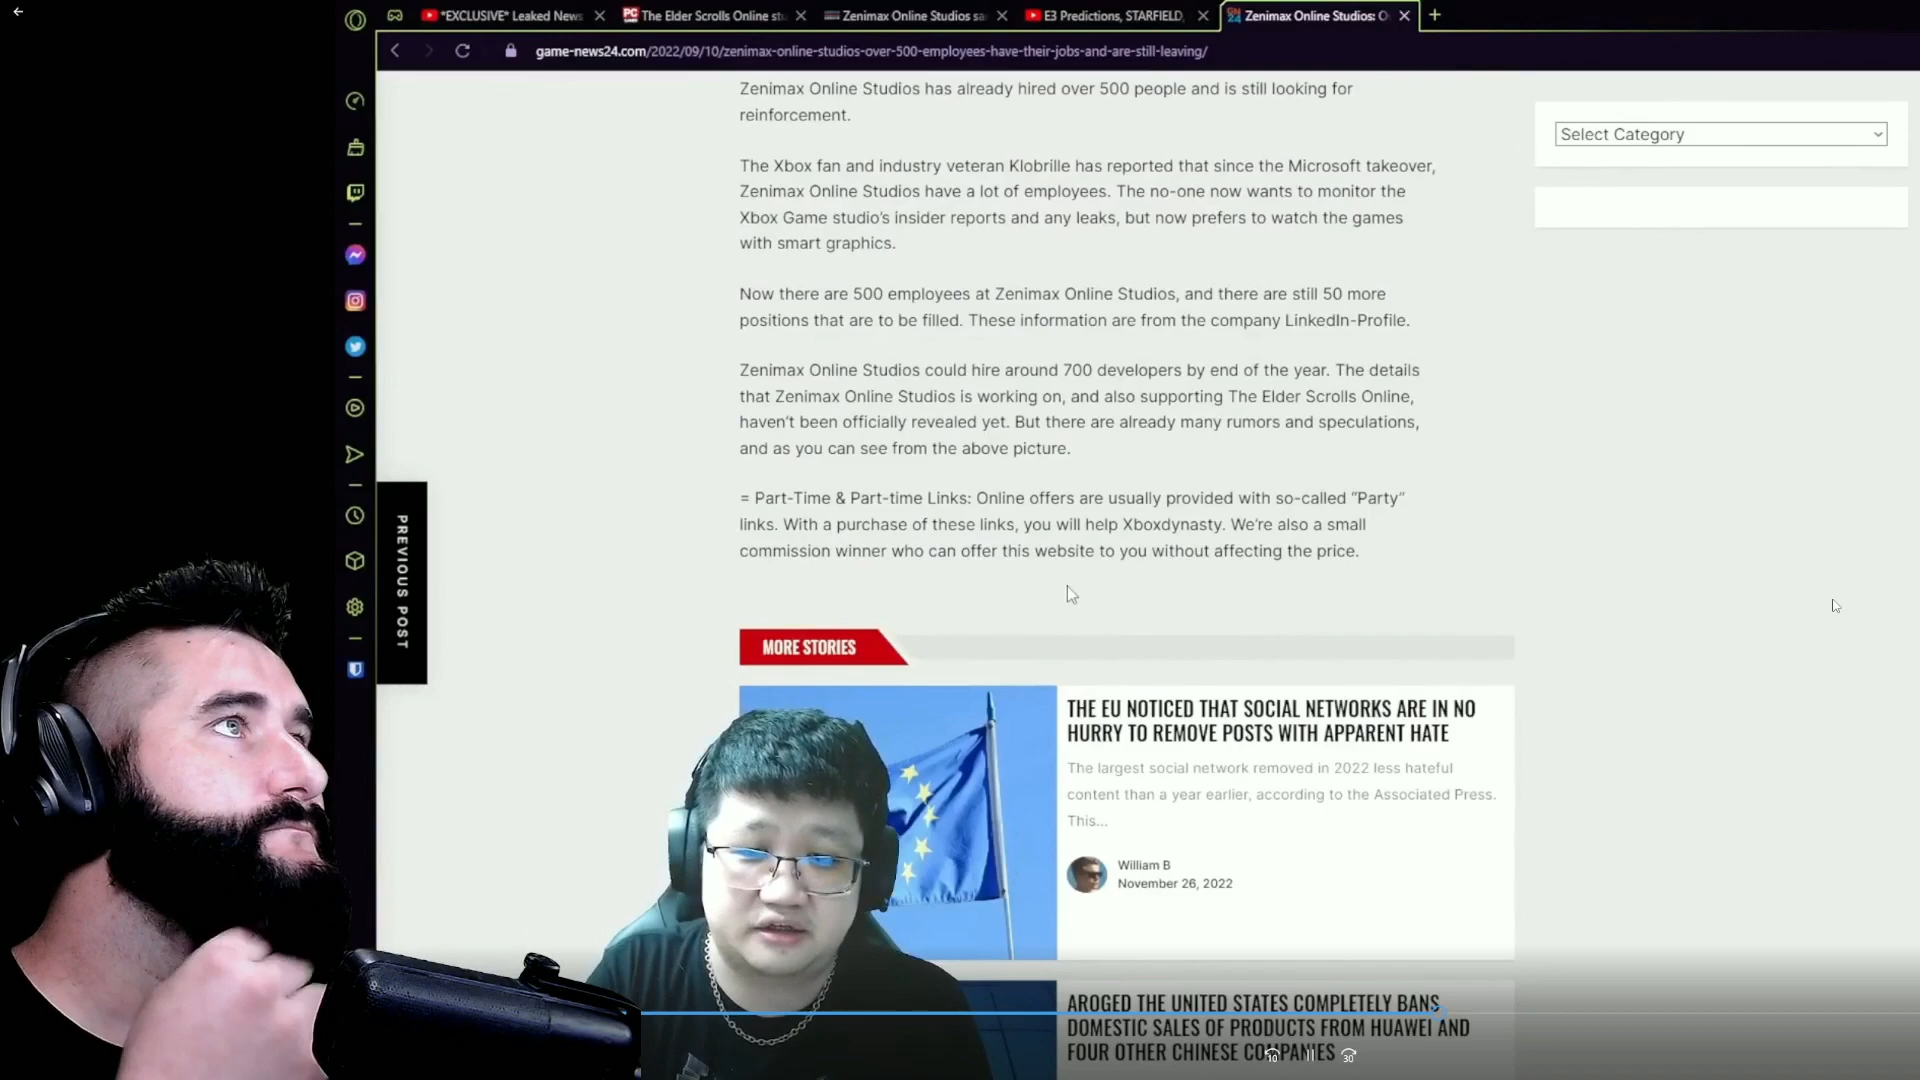 *EXCLUSIVE* Leaked News
The Elder Scrolls Online stu
Zenimax Online Studios sa
E3 Predictions, STARFIELD,
Zenimax Online Studios: O
game-news24.com/2022/09/10/zenimax-online-studios-over-500-employees-have-their-jobs-and-are-still-leaving/
Zenimax Online Studios has already hired over 500 people and is still looking for
reinforcement.
The Xbox fan and industry veteran Klobrille has reported that since the Microsoft takeover,
Zenimax Online Studios have a lot of employees. The no-one now wants to monitor the
Xbox Game studio’s insider reports and any leaks, but now prefers to watch the games
with smart graphics.
Now there are 500 employees at Zenimax Online Studios, and there are still 50 more
positions that are to be filled. These information are from the company LinkedIn-Profile.
Zenimax Online Studios could hire around 700 developers by end of the year. The details
that Zenimax Online Studios is working on, and also supporting The Elder Scrolls Online,
haven’t been officially revealed yet. But there are already many rumors and speculations,
and as you can see from the above picture.
= Part-Time & Part-time Links: Online offers are usually provided with so-called “Party”
links. With a purchase of these links, you will help Xboxdynasty. We’re also a small
commission winner who can offer this website to you without affecting the price.
Select Category
PREVIOUS POST
MORE STORIES
THE EU NOTICED THAT SOCIAL NETWORKS ARE IN NO
HURRY TO REMOVE POSTS WITH APPARENT HATE
The largest social network removed in 2022 less hateful
content than a year earlier, according to the Associated Press.
This...
William B
November 26, 2022
AROGED THE UNITED STATES COMPLETELY BANS
DOMESTIC SALES OF PRODUCTS FROM HUAWEI AND
FOUR OTHER CHINESE COMPANIES
10
30